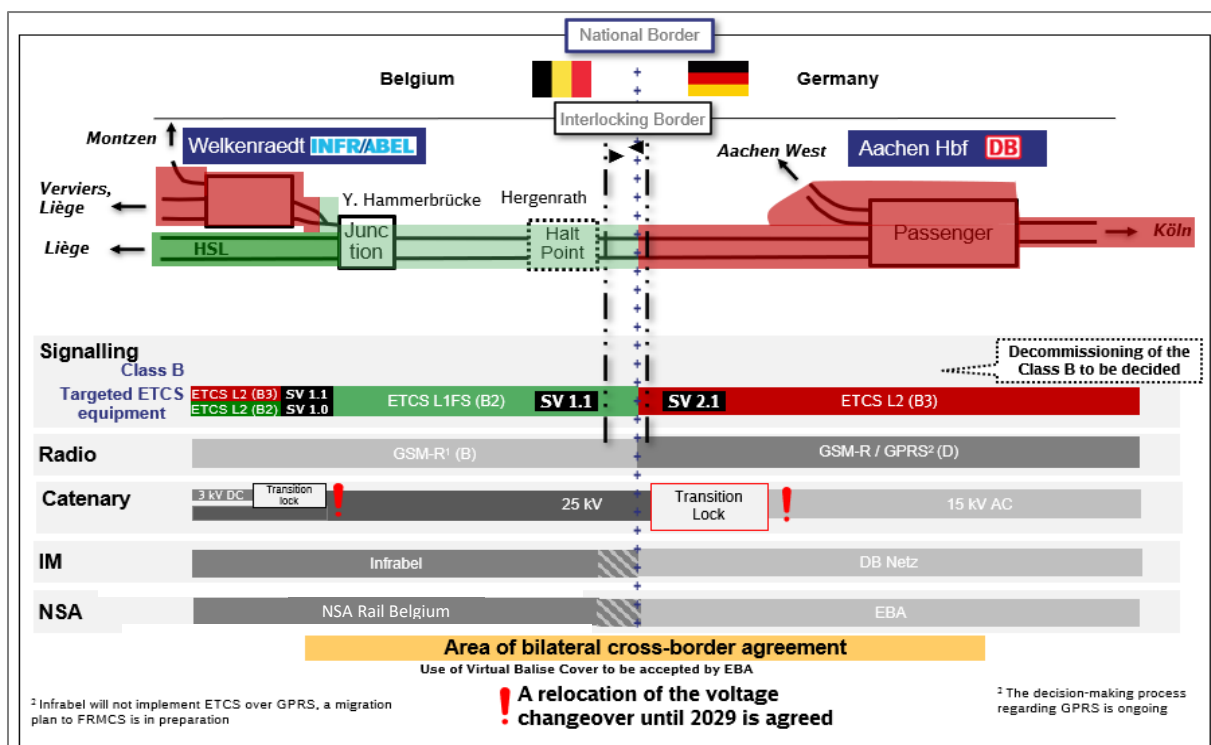 National Border
Belgium
Germany
Interlocking Border
Montzen
Welkenraedt INFRABEL
Aachen West
Aachen Hbf DB
Verviers,
Liège
Y. Hammerbrücke
Hergenrath
Liège
HSL
Junc
tion
Halt
Point
Passenger
Köln
Signalling
Class B
Decommissioning of the
Class B to be decided
Targeted ETCS
equipment
ETCS L2 (B3) SV 1.1
ETCS L2 (B2) SV 1.0
ETCS L1FS (B2)
SV 1.1
SV 2.1
ETCS L2 (B3)
Radio
GSM-R¹ (B)
GSM-R / GPRS² (D)
Catenary
3 kV DC
Transition
lock
25 kV
Transition
Lock
15 kV AC
IM
Infrabel
DB Netz
NSA
NSA Rail Belgium
EBA
Area of bilateral cross-border agreement
Use of Virtual Balise Cover to be accepted by EBA
² Infrabel will not implement ETCS over GPRS, a migration
plan to FRMCS is in preparation
! A relocation of the voltage
changeover until 2029 is agreed
² The decision-making process
regarding GPRS is ongoing